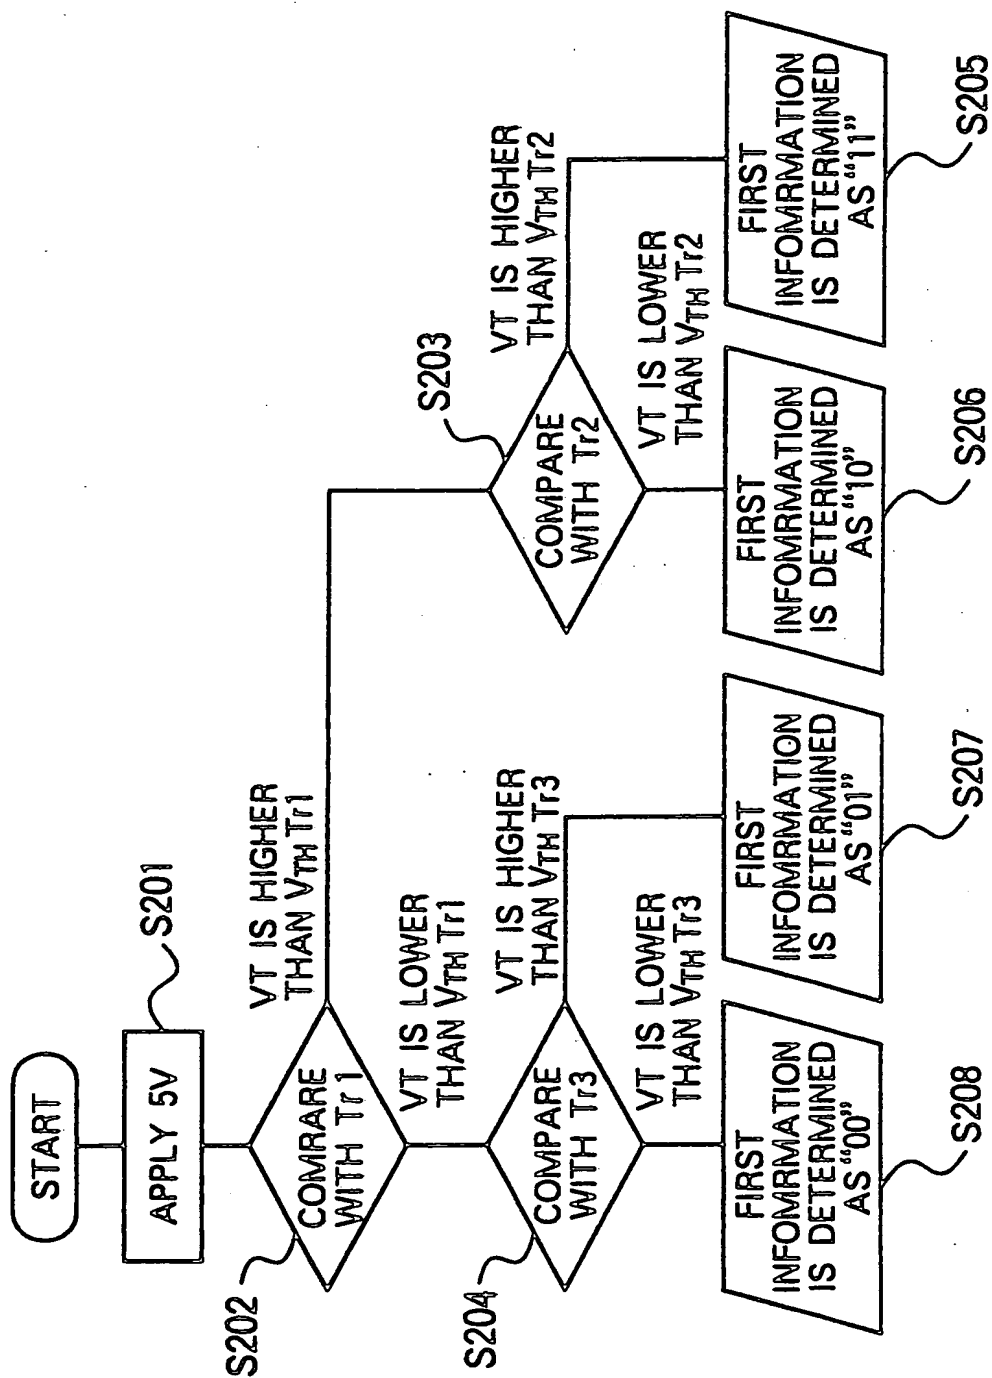 START
APPLY 5V
S201
COMRARE
WITH Tr 1
S202
VT IS HIGHER
THAN VTH Tr1
VT IS LOWER
THAN VTH Tr1
COMPARE
WITH Tr3
S204
VT IS HIGHER
THAN VTH Tr3
VT IS LOWER
THAN VTH Tr3
COMPARE
WITH Tr2
S203
VT IS HIGHER
THAN VTH Tr2
VT IS LOWER
THAN VTH Tr2
FIRST
INFOMRMATION
IS DETERMINED
AS “00”
S208
FIRST
INFOMRMATION
IS DETERMINED
AS “01”
S207
FIRST
INFOMRMATION
IS DETERMINED
AS “10”
S206
FIRST
INFOMRMATION
IS DETERMINED
AS “11”
S205